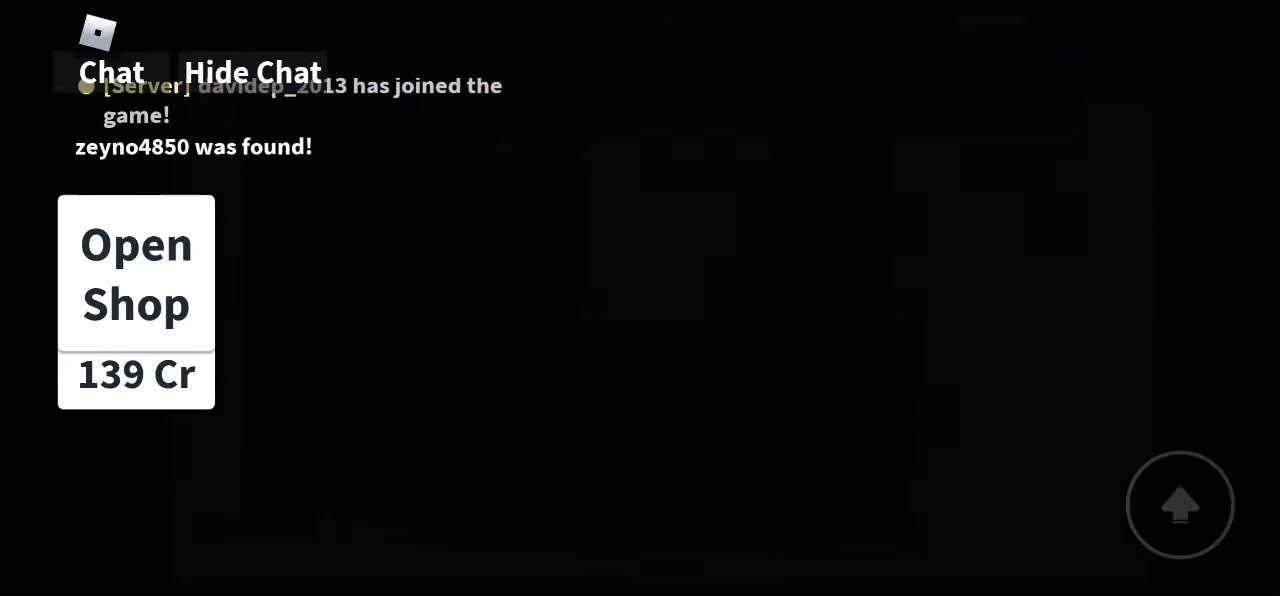 Chat Hide Chat
[Server] davidep_2013 has joined the
game!
zeyno4850 was found!
Open
Shop
139 Cr